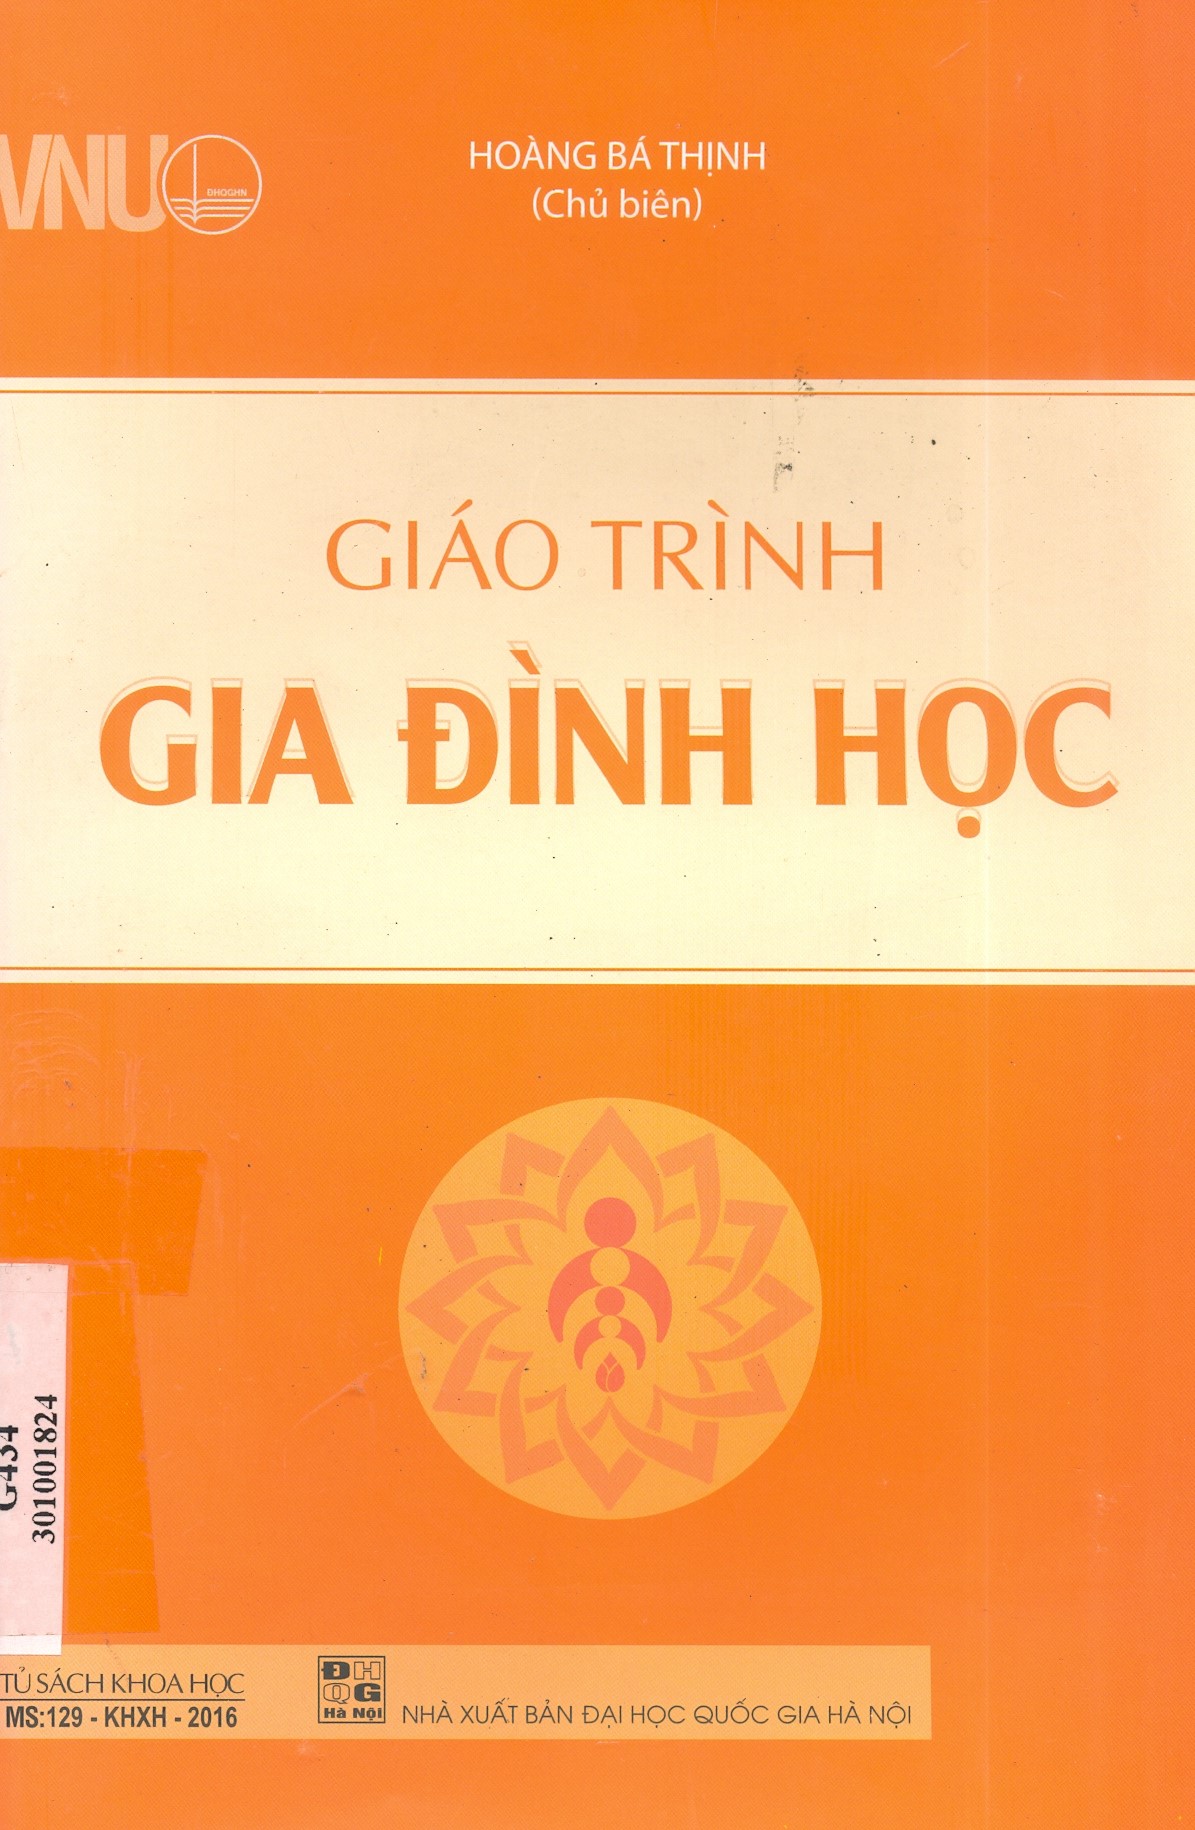 VNU
ĐHQGHN
HOÀNG BÁ THỊNH
(Chủ biên)
GIÁO TRÌNH
GIA ĐÌNH HỌC
G434
301001824
TỦ SÁCH KHOA HỌC
MS:129 - KHXH - 2016
ĐHQG
Hà Nội
NHÀ XUẤT BẢN ĐẠI HỌC QUỐC GIA HÀ NỘI